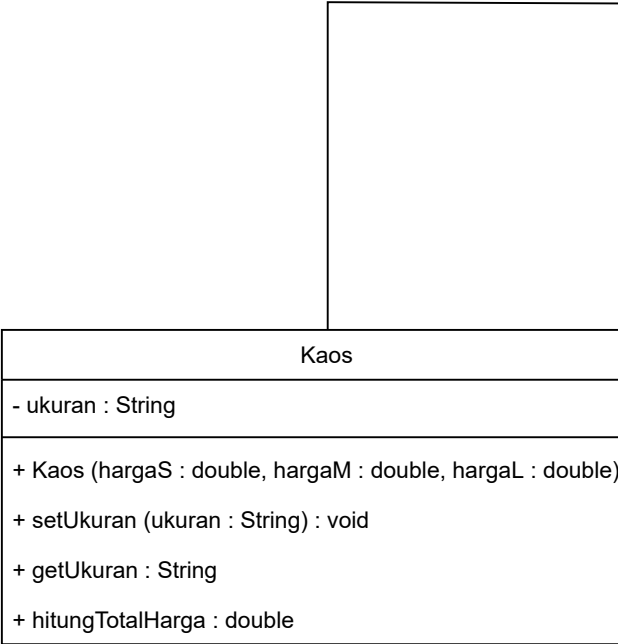 Kaos
- ukuran : String
+ Kaos (hargaS : double, hargaM : double, hargaL : double)
+ setUkuran (ukuran : String) : void
+ getUkuran : String
+ hitungTotalHarga : double